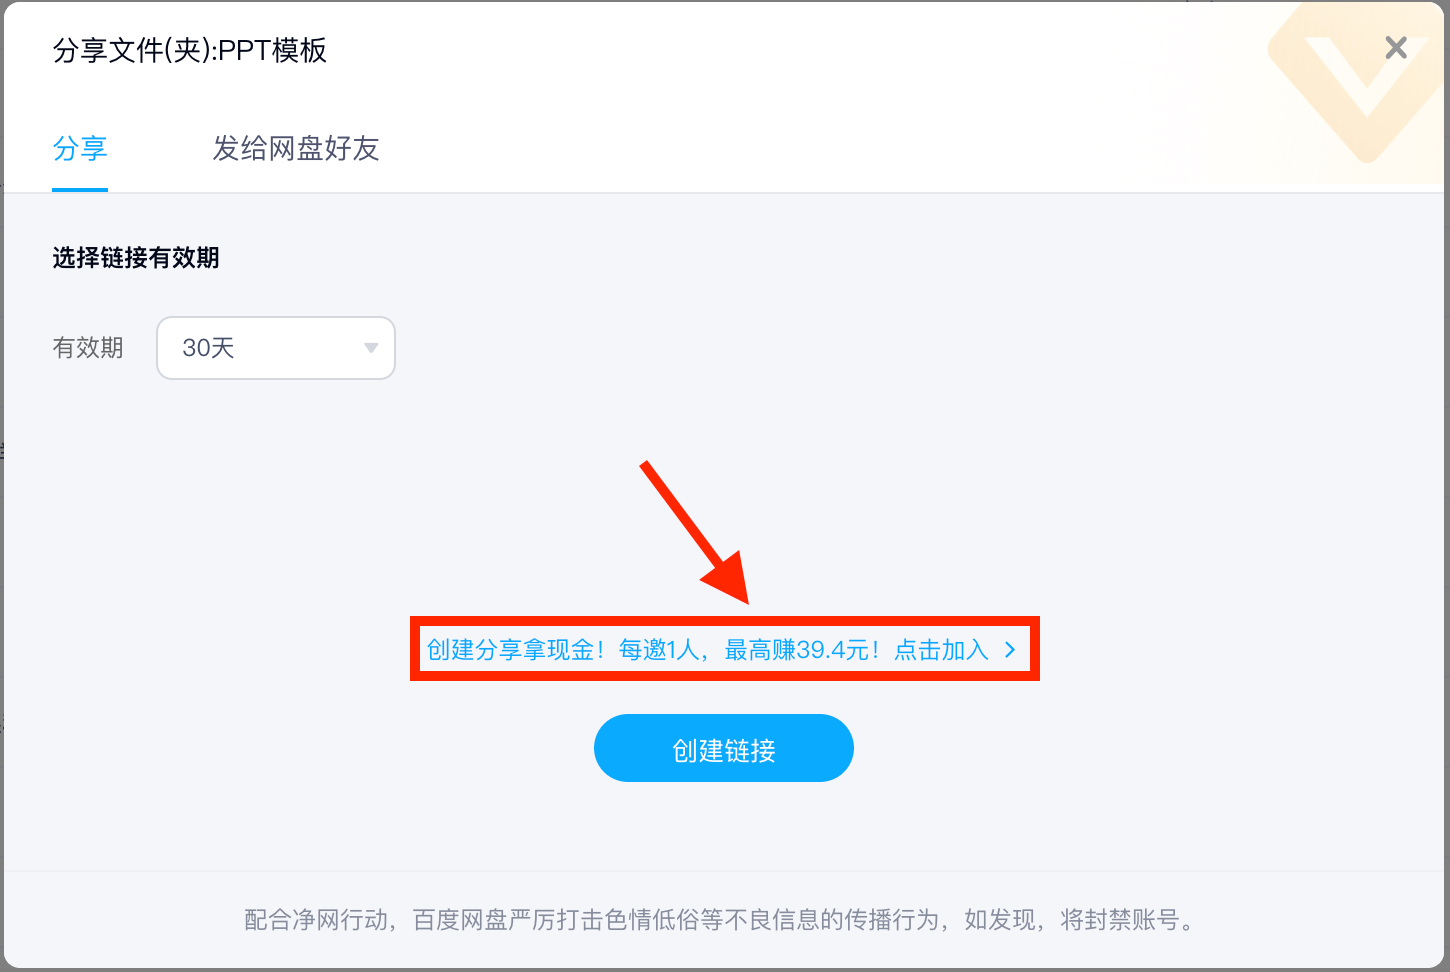 分享文件(夹):PPT模板
分享
发给网盘好友
选择链接有效期
有效期
30天
创建分享拿现金！每邀1人，最高赚39.4元！点击加入
创建链接
配合净网行动，百度网盘严厉打击色情低俗等不良信息的传播行为，如发现，将封禁账号。